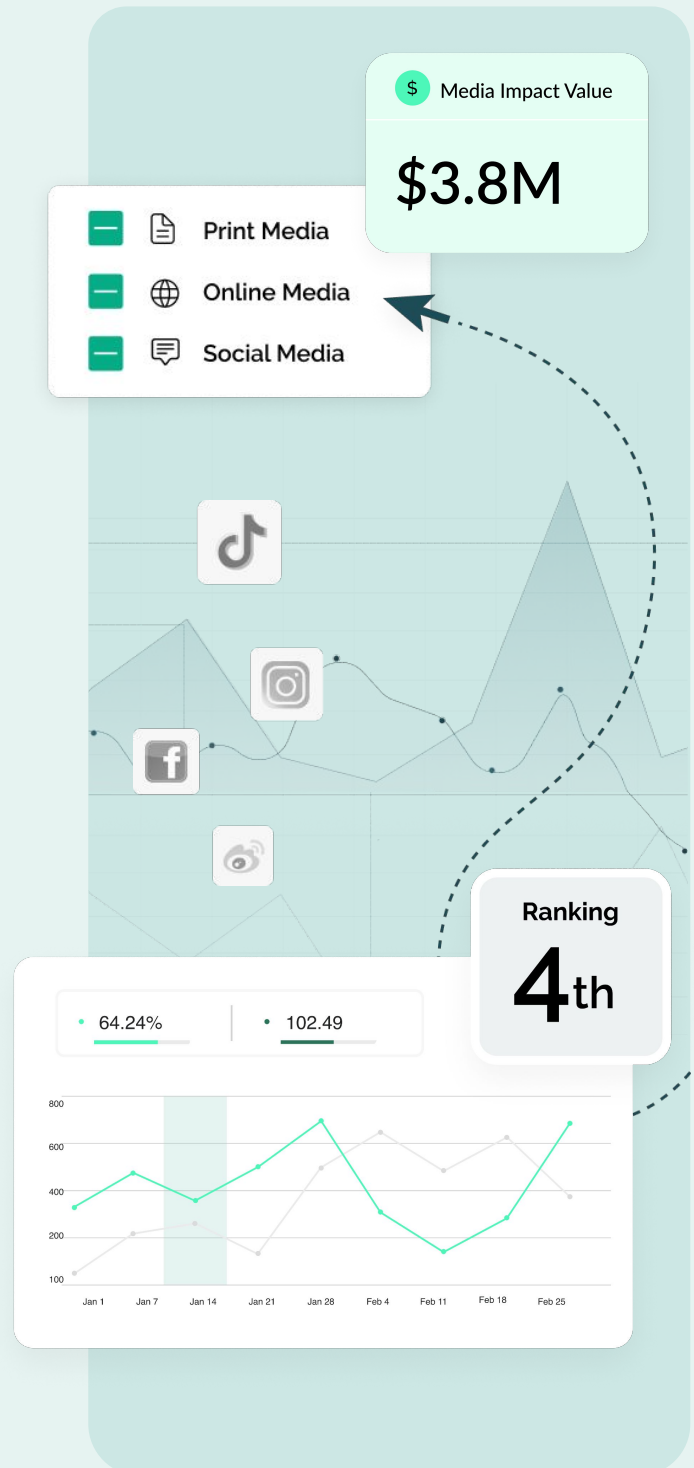 $ Media Impact Value
$3.8M
Print Media
Online Media
Social Media
f
Ranking
4th
64.24%
102.49
800
600
400
200
100
Jan 1 Jan 7 Jan 14 Jan 21 Jan 28 Feb 4 Feb 11 Feb 18 Feb 25